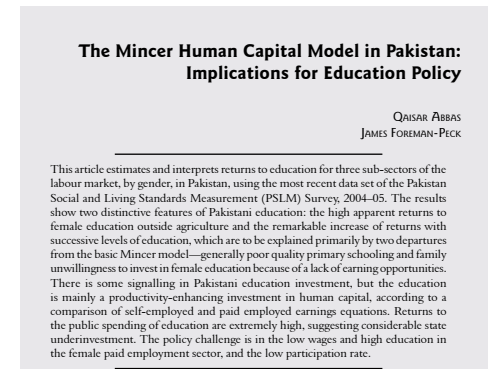 The Mincer Human Capital Model in Pakistan:
Implications for Education Policy
Qaisar Abbas
James Foreman-Peck
This article estimates and interprets returns to education for three sub-sectors of the
labour market, by gender, in Pakistan, using the most recent data set of the Pakistan
Social and Living Standards Measurement (PSLM) Survey, 2004–05. The results
show two distinctive features of Pakistani education: the high apparent returns to
female education outside agriculture and the remarkable increase of returns with
successive levels of education, which are to be explained primarily by two departures
from the basic Mincer model—generally poor quality primary schooling and family
unwillingness to invest in female education because of a lack of earning opportunities.
There is some signalling in Pakistani education investment, but the education
is mainly a productivity-enhancing investment in human capital, according to a
comparison of self-employed and paid employed earnings equations. Returns to
the public spending of education are extremely high, suggesting considerable state
underinvestment. The policy challenge is in the low wages and high education in
the female paid employment sector, and the low participation rate.